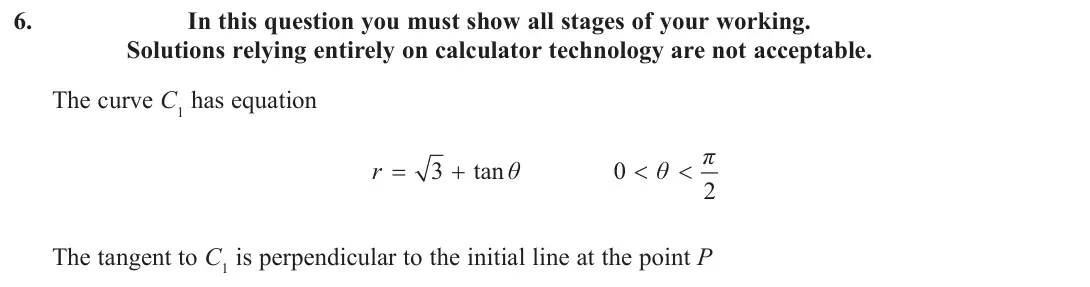 6. In this question you must show all stages of your working.
Solutions relying entirely on calculator technology are not acceptable.
The curve C₁ has equation
r = √3 + tan θ 0 < θ < π/2
The tangent to C₁ is perpendicular to the initial line at the point P